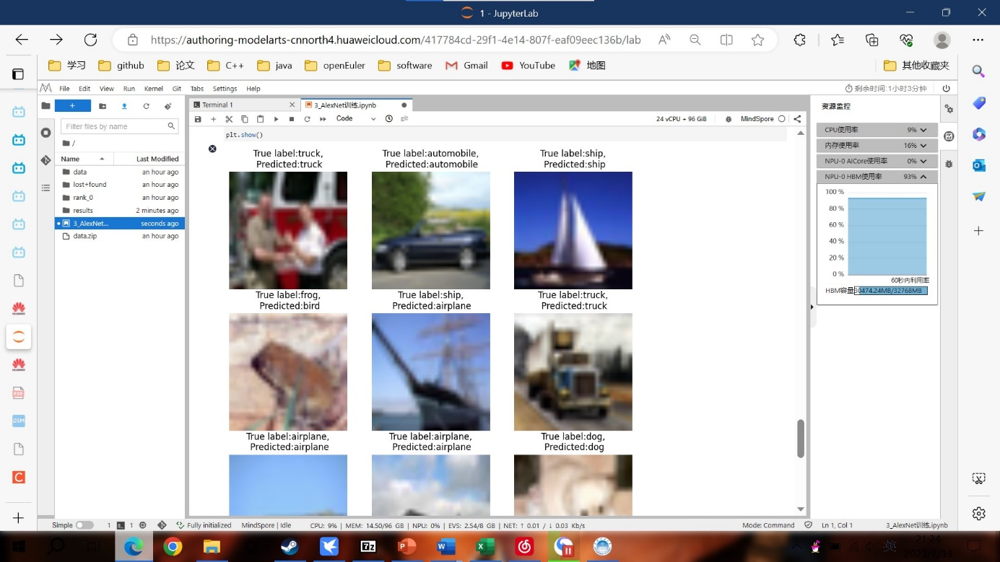 1 - JupyterLab
https://authoring-modelarts-cnnorth4.huaweicloud.com/417784cd-29f1-4e14-807f-eaf09eec136b/lab
学习 github 论文 C++ java openEuler software Gmail YouTube 地图 其他收藏夹
File Edit View Run Kernel Git Tabs Settings Help
剩余时间:1小时3分钟
Terminal 1 3_AlexNet训练.ipynb
Code git 24 vCPU + 96 GiB MindSpore
Filter files by name
/
Name Last Modified
data an hour ago
lost+found an hour ago
rank_0 an hour ago
results 2 minutes ago
3_AlexNet... seconds ago
data.zip an hour ago
plt.show()
True label:truck,
Predicted:truck
True label:automobile,
Predicted:automobile
True label:ship,
Predicted:ship
True label:frog,
Predicted:bird
True label:ship,
Predicted:airplane
True label:truck,
Predicted:truck
True label:airplane,
Predicted:airplane
True label:airplane,
Predicted:airplane
True label:dog,
Predicted:dog
资源监控
CPU使用率 9%
内存使用率 16%
NPU-0 AICore使用率 0%
NPU-0 HBM使用率 93%
100 %
80 %
60 %
40 %
20 %
0 %
60秒内利用率
HBM容量30474.24MB/32768MB
Simple 1 1 Fully initialized MindSpore | Idle CPU: 9% | MEM: 14.50/96 GB | NPU: 0% | EVS: 2.54/8 GB | NET: ↑ 0.01 / ↓ 0.03 Kb/s Mode: Command Ln 1, Col 1 3_AlexNet训练.ipynb
21:24